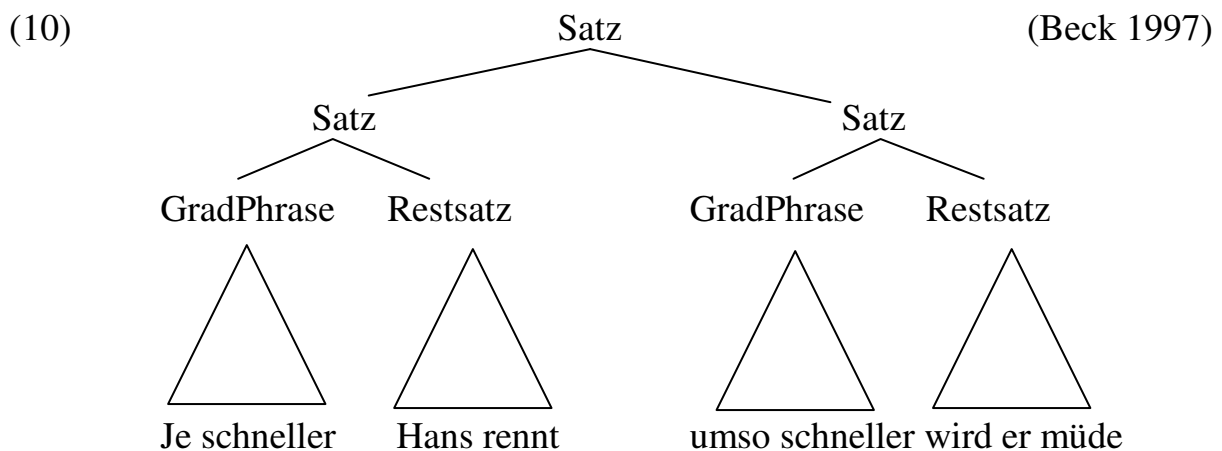 (10) Satz (Beck 1997)
Satz Satz
GradPhrase Restsatz GradPhrase Restsatz
Je schneller Hans rennt umso schneller wird er müde